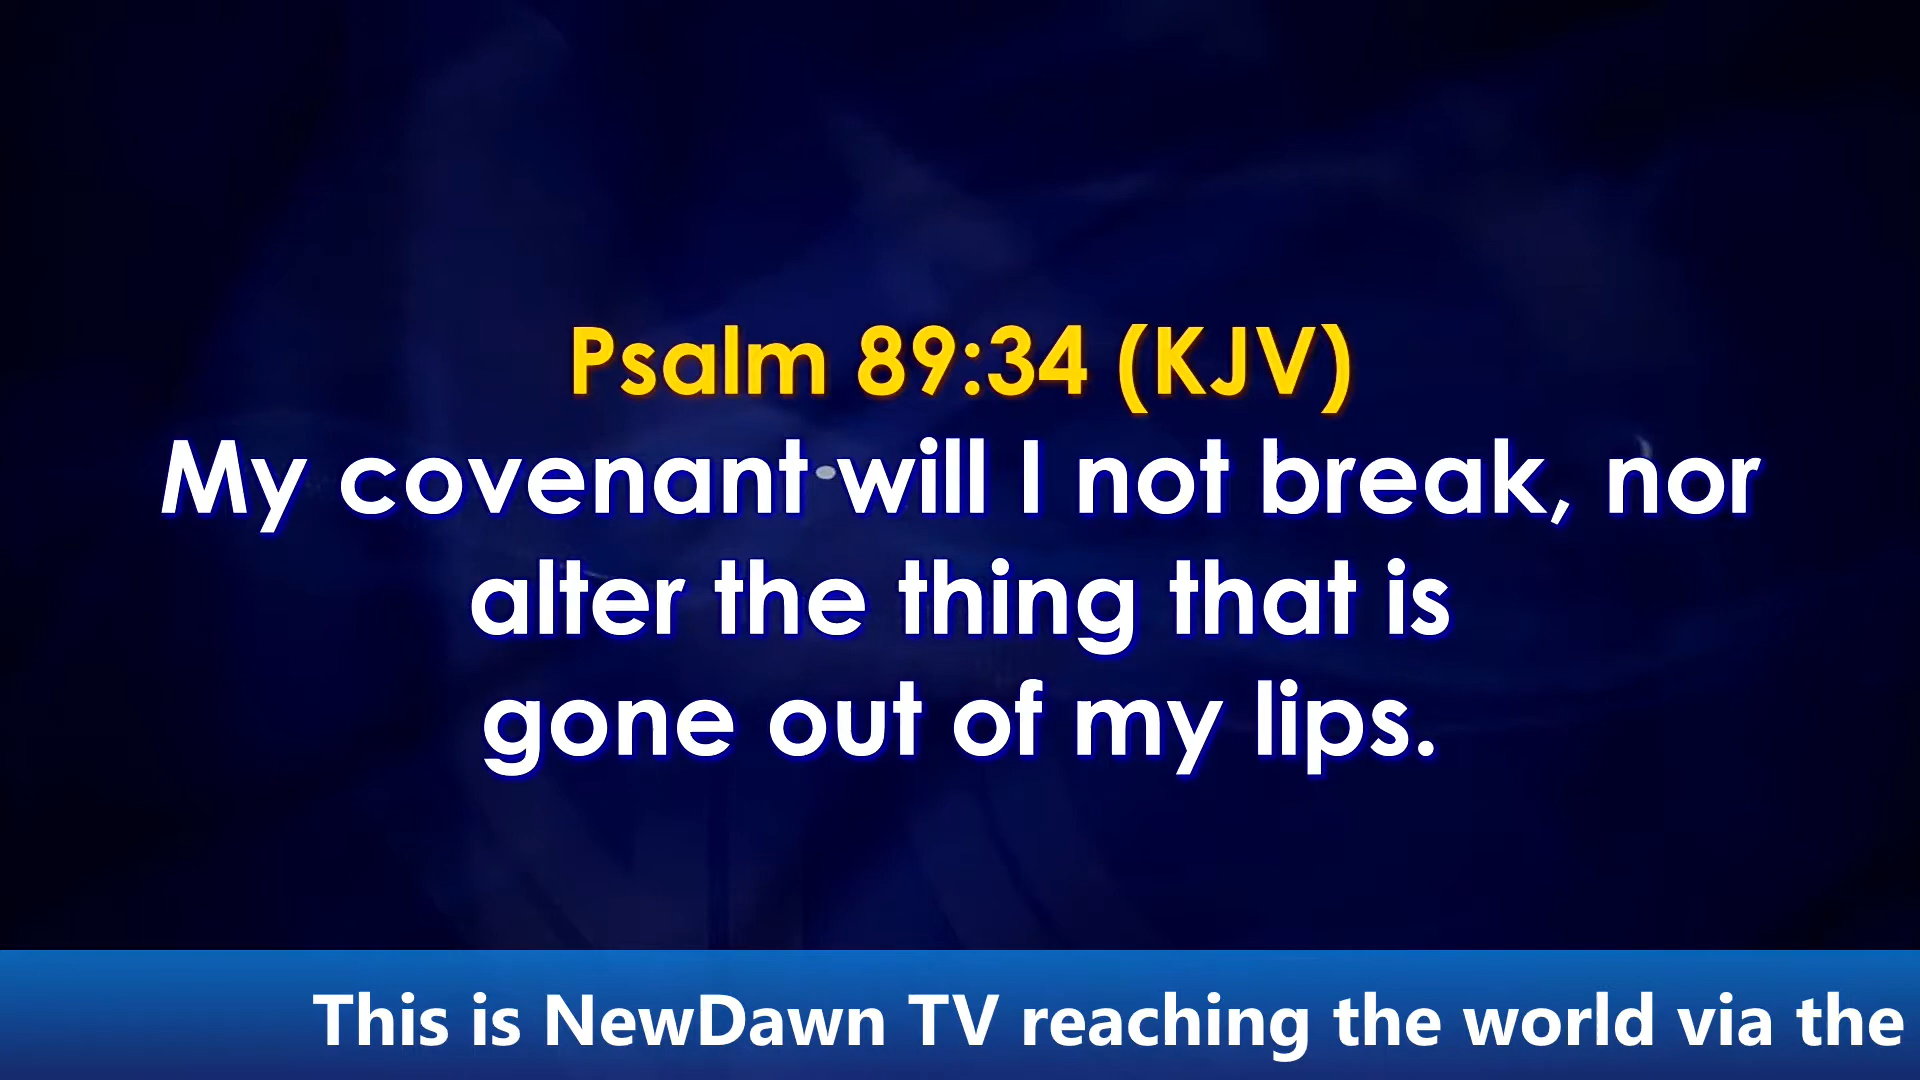 Psalm 89:34 (KJV)
My covenant will I not break, nor
alter the thing that is
gone out of my lips.
This is NewDawn TV reaching the world via the